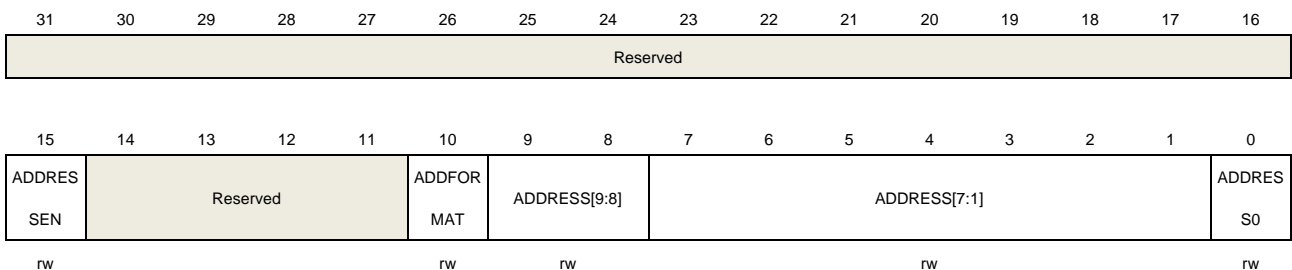 31 30 29 28 27 26 25 24 23 22 21 20 19 18 17 16
Reserved
15 14 13 12 11 10 9 8 7 6 5 4 3 2 1 0
ADDRES
SEN
Reserved
ADDFOR
MAT
ADDRESS[9:8]
ADDRESS[7:1]
ADDRES
S0
rw rw rw rw rw